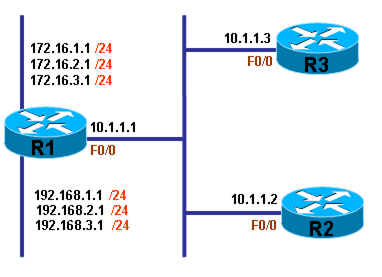 172.16.1.1 /24
172.16.2.1 /24
172.16.3.1 /24
R1
10.1.1.1
F0/0
192.168.1.1 /24
192.168.2.1 /24
192.168.3.1 /24
10.1.1.3
F0/0
R3
10.1.1.2
F0/0
R2